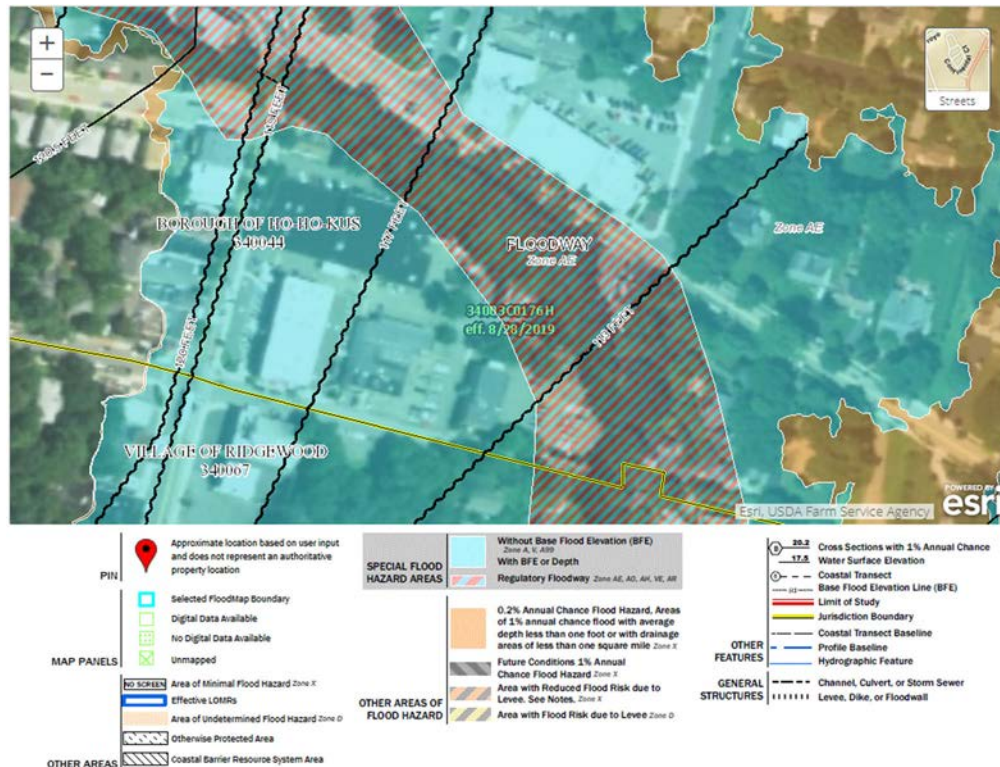 +
−
Streets
119 FEET
117 FEET
BOROUGH OF HO-HO-KUS
340044
FLOODWAY
Zone AE
Zone AE
34003C0176H
eff. 8/28/2019
VILLAGE OF RIDGEWOOD
340067
POWERED BY
esri
Esri, USDA Farm Service Agency
PIN
Approximate location based on user input
and does not represent an authoritative
property location
Selected FloodMap Boundary
Digital Data Available
No Digital Data Available
Unmapped
MAP PANELS
NO SCREEN Area of Minimal Flood Hazard Zone X
Effective LOMRs
Area of Undetermined Flood Hazard Zone D
Otherwise Protected Area
Coastal Barrier Resource System Area
OTHER AREAS
SPECIAL FLOOD
HAZARD AREAS
Without Base Flood Elevation (BFE)
Zone A, V, A99
With BFE or Depth
Regulatory Floodway Zone AE, AO, AH, VE, AR
0.2% Annual Chance Flood Hazard, Areas
of 1% annual chance flood with average
depth less than one foot or with drainage
areas of less than one square mile Zone X
Future Conditions 1% Annual
Chance Flood Hazard Zone X
Area with Reduced Flood Risk due to
Levee. See Notes. Zone X
Area with Flood Risk due to Levee Zone D
OTHER AREAS OF
FLOOD HAZARD
20.2 Cross Sections with 1% Annual Chance
17.5 Water Surface Elevation
Coastal Transect
Base Flood Elevation Line (BFE)
Limit of Study
Jurisdiction Boundary
Coastal Transect Baseline
Profile Baseline
Hydrographic Feature
OTHER
FEATURES
Channel, Culvert, or Storm Sewer
Levee, Dike, or Floodwall
GENERAL
STRUCTURES